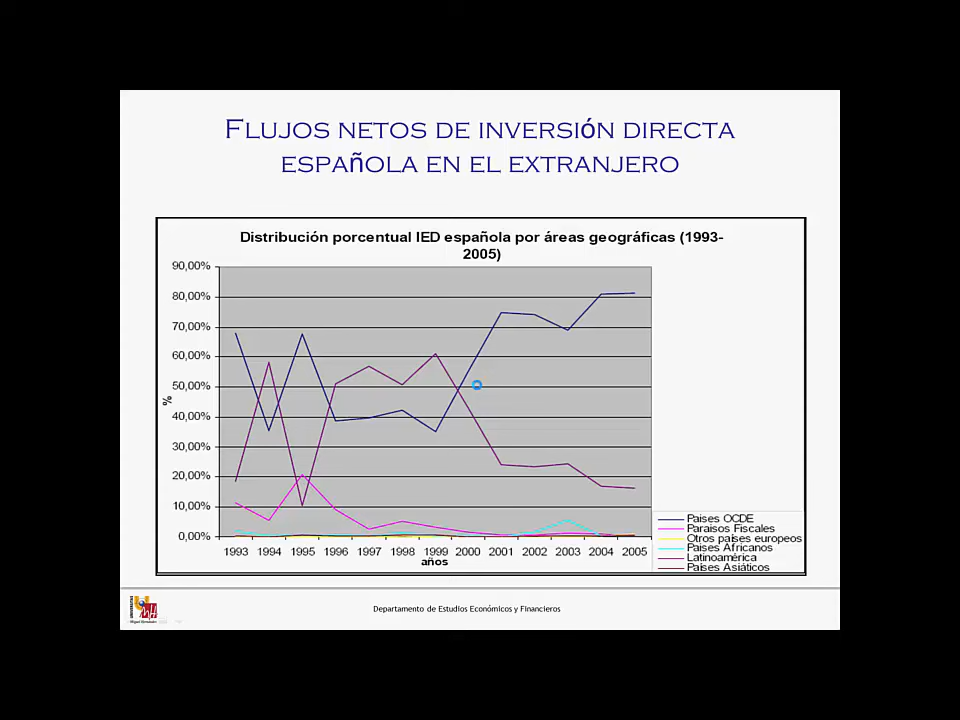 Flujos netos de inversión directa
española en el extranjero
Distribución porcentual IED española por áreas geográficas (1993-
2005)
90,00%
80,00%
70,00%
60,00%
50,00%
40,00%
30,00%
20,00%
10,00%
0,00%
%
1993 1994 1995 1996 1997 1998 1999 2000 2001 2002 2003 2004 2005
años
Paises OCDE
Paraisos Fiscales
Otros países europeos
Paises Africanos
Latinoamérica
Países Asiáticos
Departamento de Estudios Económicos y Financieros